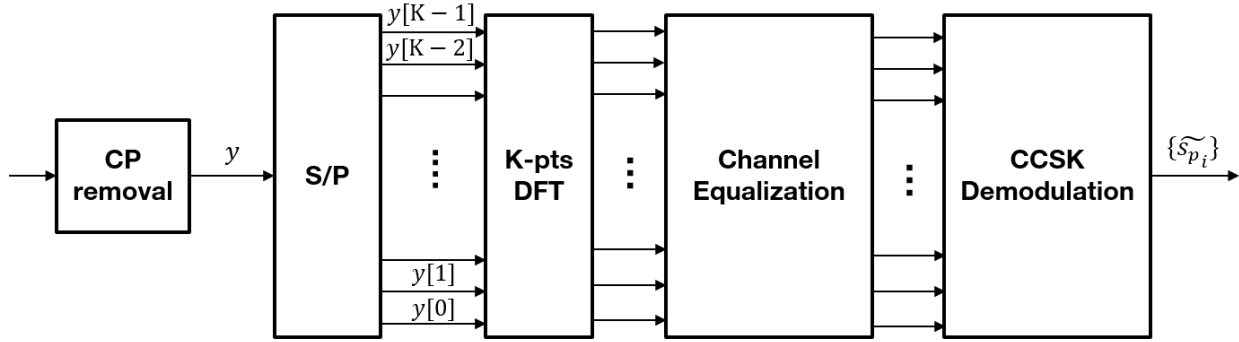 CP
removal
y
S/P
y[K − 1]
y[K − 2]
y[1]
y[0]
K-pts
DFT
Channel
Equalization
CCSK
Demodulation
{s̃_{p_i}}